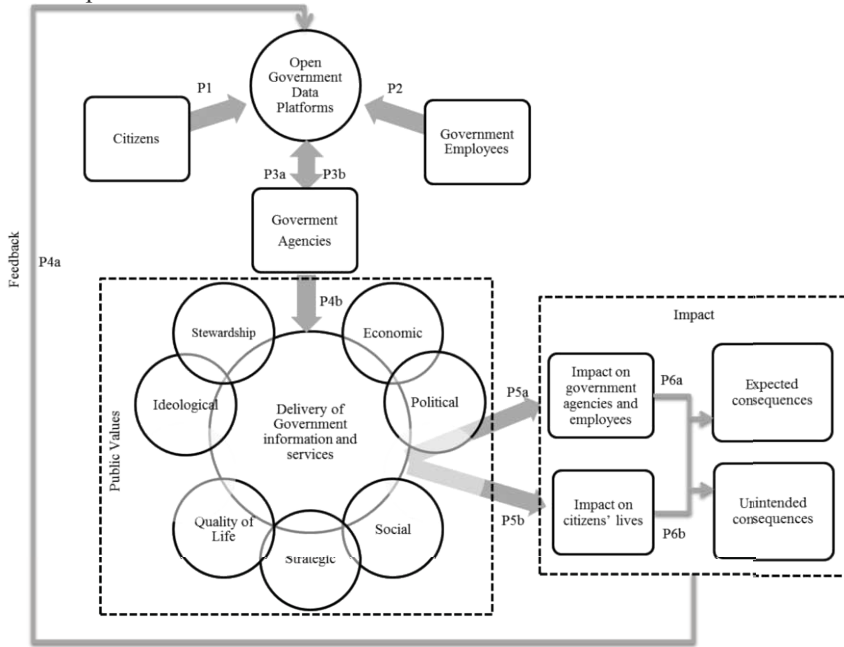 Open
Government
Data
Platforms
P1
P2
Citizens
Government
Employees
P3a
P3b
Goverment
Agencies
Feedback
P4a
P4b
Public Values
Stewardship
Economic
Ideological
Political
Delivery of
Government
information and
services
Quality of
Life
Strategic
Social
P5a
P5b
Impact
Impact on
government
agencies and
employees
P6a
Expected
consequences
Impact on
citizens’ lives
P6b
Unintended
consequences